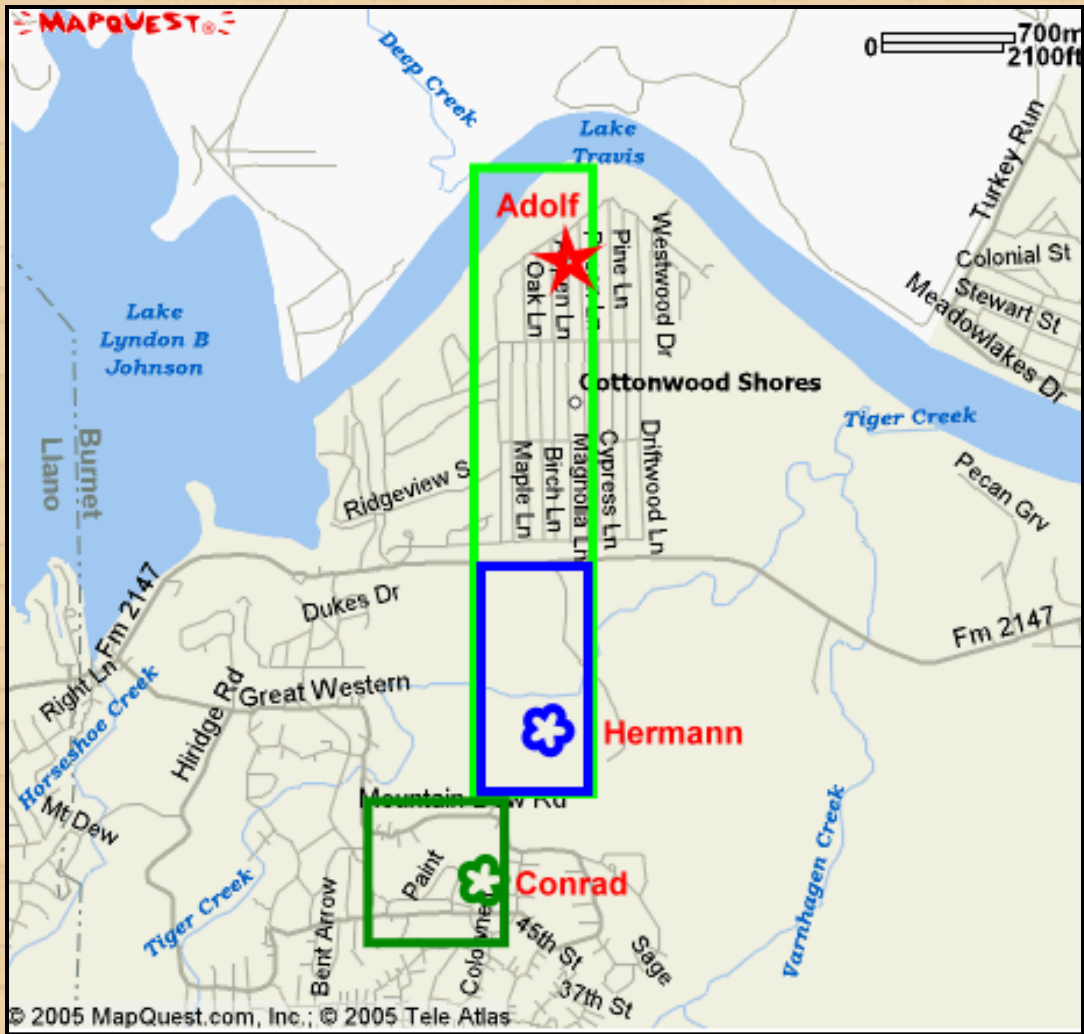 MAPQUEST
0
700m
2100ft
Deep Creek
Lake
Travis
Turkey Run
Adolf
Pine Ln
Westwood Dr
Oak Ln
Colonial St
Stewart St
Meadowlakes Dr
Lake
Lyndon B
Johnson
Cottonwood Shores
Tiger Creek
Burnet
Llano
Ridgeview S
Maple Ln
Birch Ln
Magnolia Ln
Cypress Ln
Driftwood Ln
Pecan Grv
Fm 2147
Dukes Dr
Fm 2147
Right Ln
Great Western
Horseshoe Creek
Hiridge Rd
Hermann
Mt Dew
Mountain Dew Rd
Paint
Conrad
Varnhagen Creek
Tiger Creek
Bent Arrow
45th St
Sage
37th St
© 2005 MapQuest.com, Inc.; © 2005 Tele Atlas